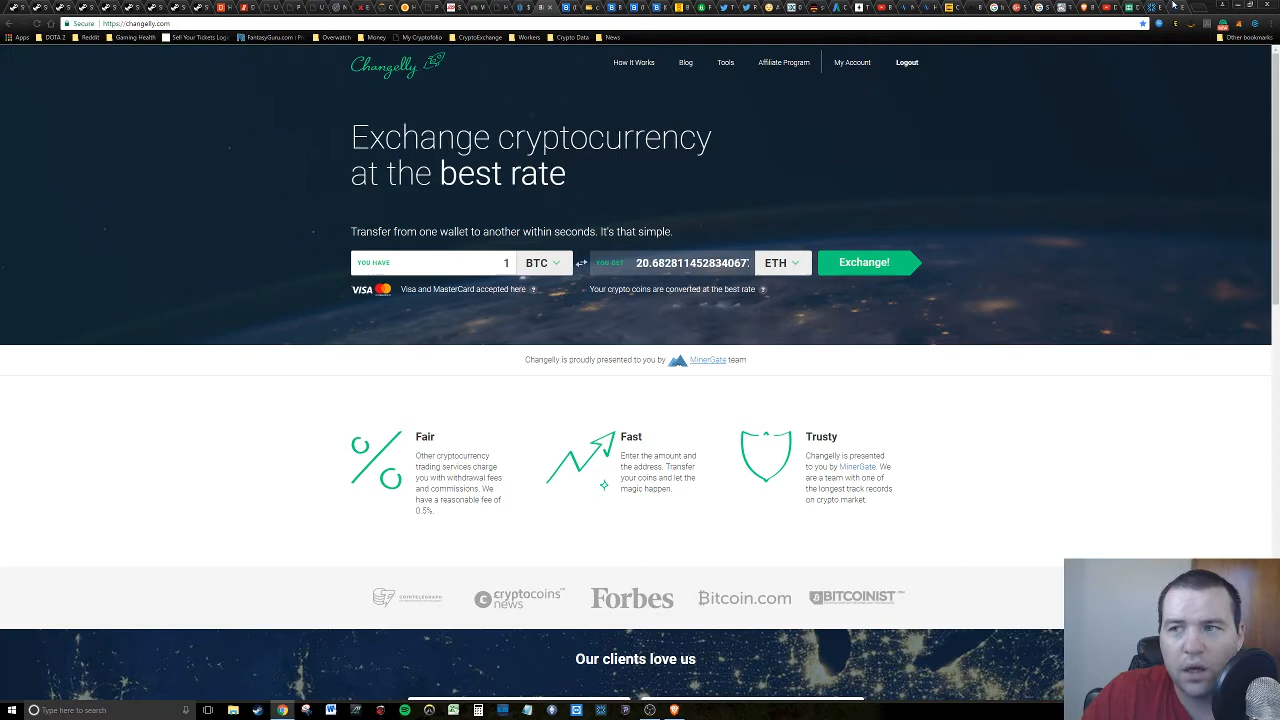 Secure | https://changelly.com
Apps DOTA 2 Reddit Gaming Health Sell Your Tickets FantasyGuru.com Overwatch Money My Cryptofolio CryptoExchange Workers Crypto Data News Other bookmarks
Changelly
How It Works Blog Tools Affiliate Program My Account Logout
Exchange cryptocurrency
at the best rate
Transfer from one wallet to another within seconds. It's that simple.
YOU HAVE 1 BTC YOU GET 20.682811452834067 ETH Exchange!
VISA Visa and MasterCard accepted here ? Your crypto coins are converted at the best rate ?
Changelly is proudly presented to you by MinerGate team
Fair
Other cryptocurrency
trading services charge
you with withdrawal fees
and commissions. We
have a reasonable fee of
0.5%.
Fast
Enter the amount and
the address. Transfer
your coins and let the
magic happen.
Trusty
Changelly is presented
to you by MinerGate. We
are a team with one of
the longest track records
on crypto market.
COINTELEGRAPH cryptocoins news Forbes Bitcoin.com BITCOINIST
Our clients love us
Type here to search